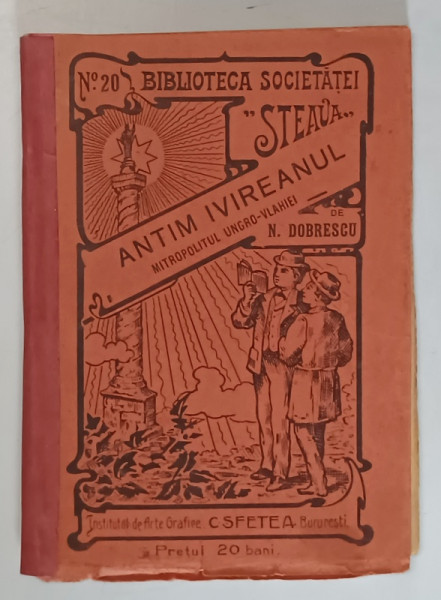 No. 20 BIBLIOTECA SOCIETĂŢEI
"STEAUA"
ANTIM IVIREANUL
MITROPOLITUL UNGRO-VLAHIEI
DE
N. DOBRESCU
Institutul de Arte Grafice C. SFETEA Bucureşti.
Preţul 20 bani.